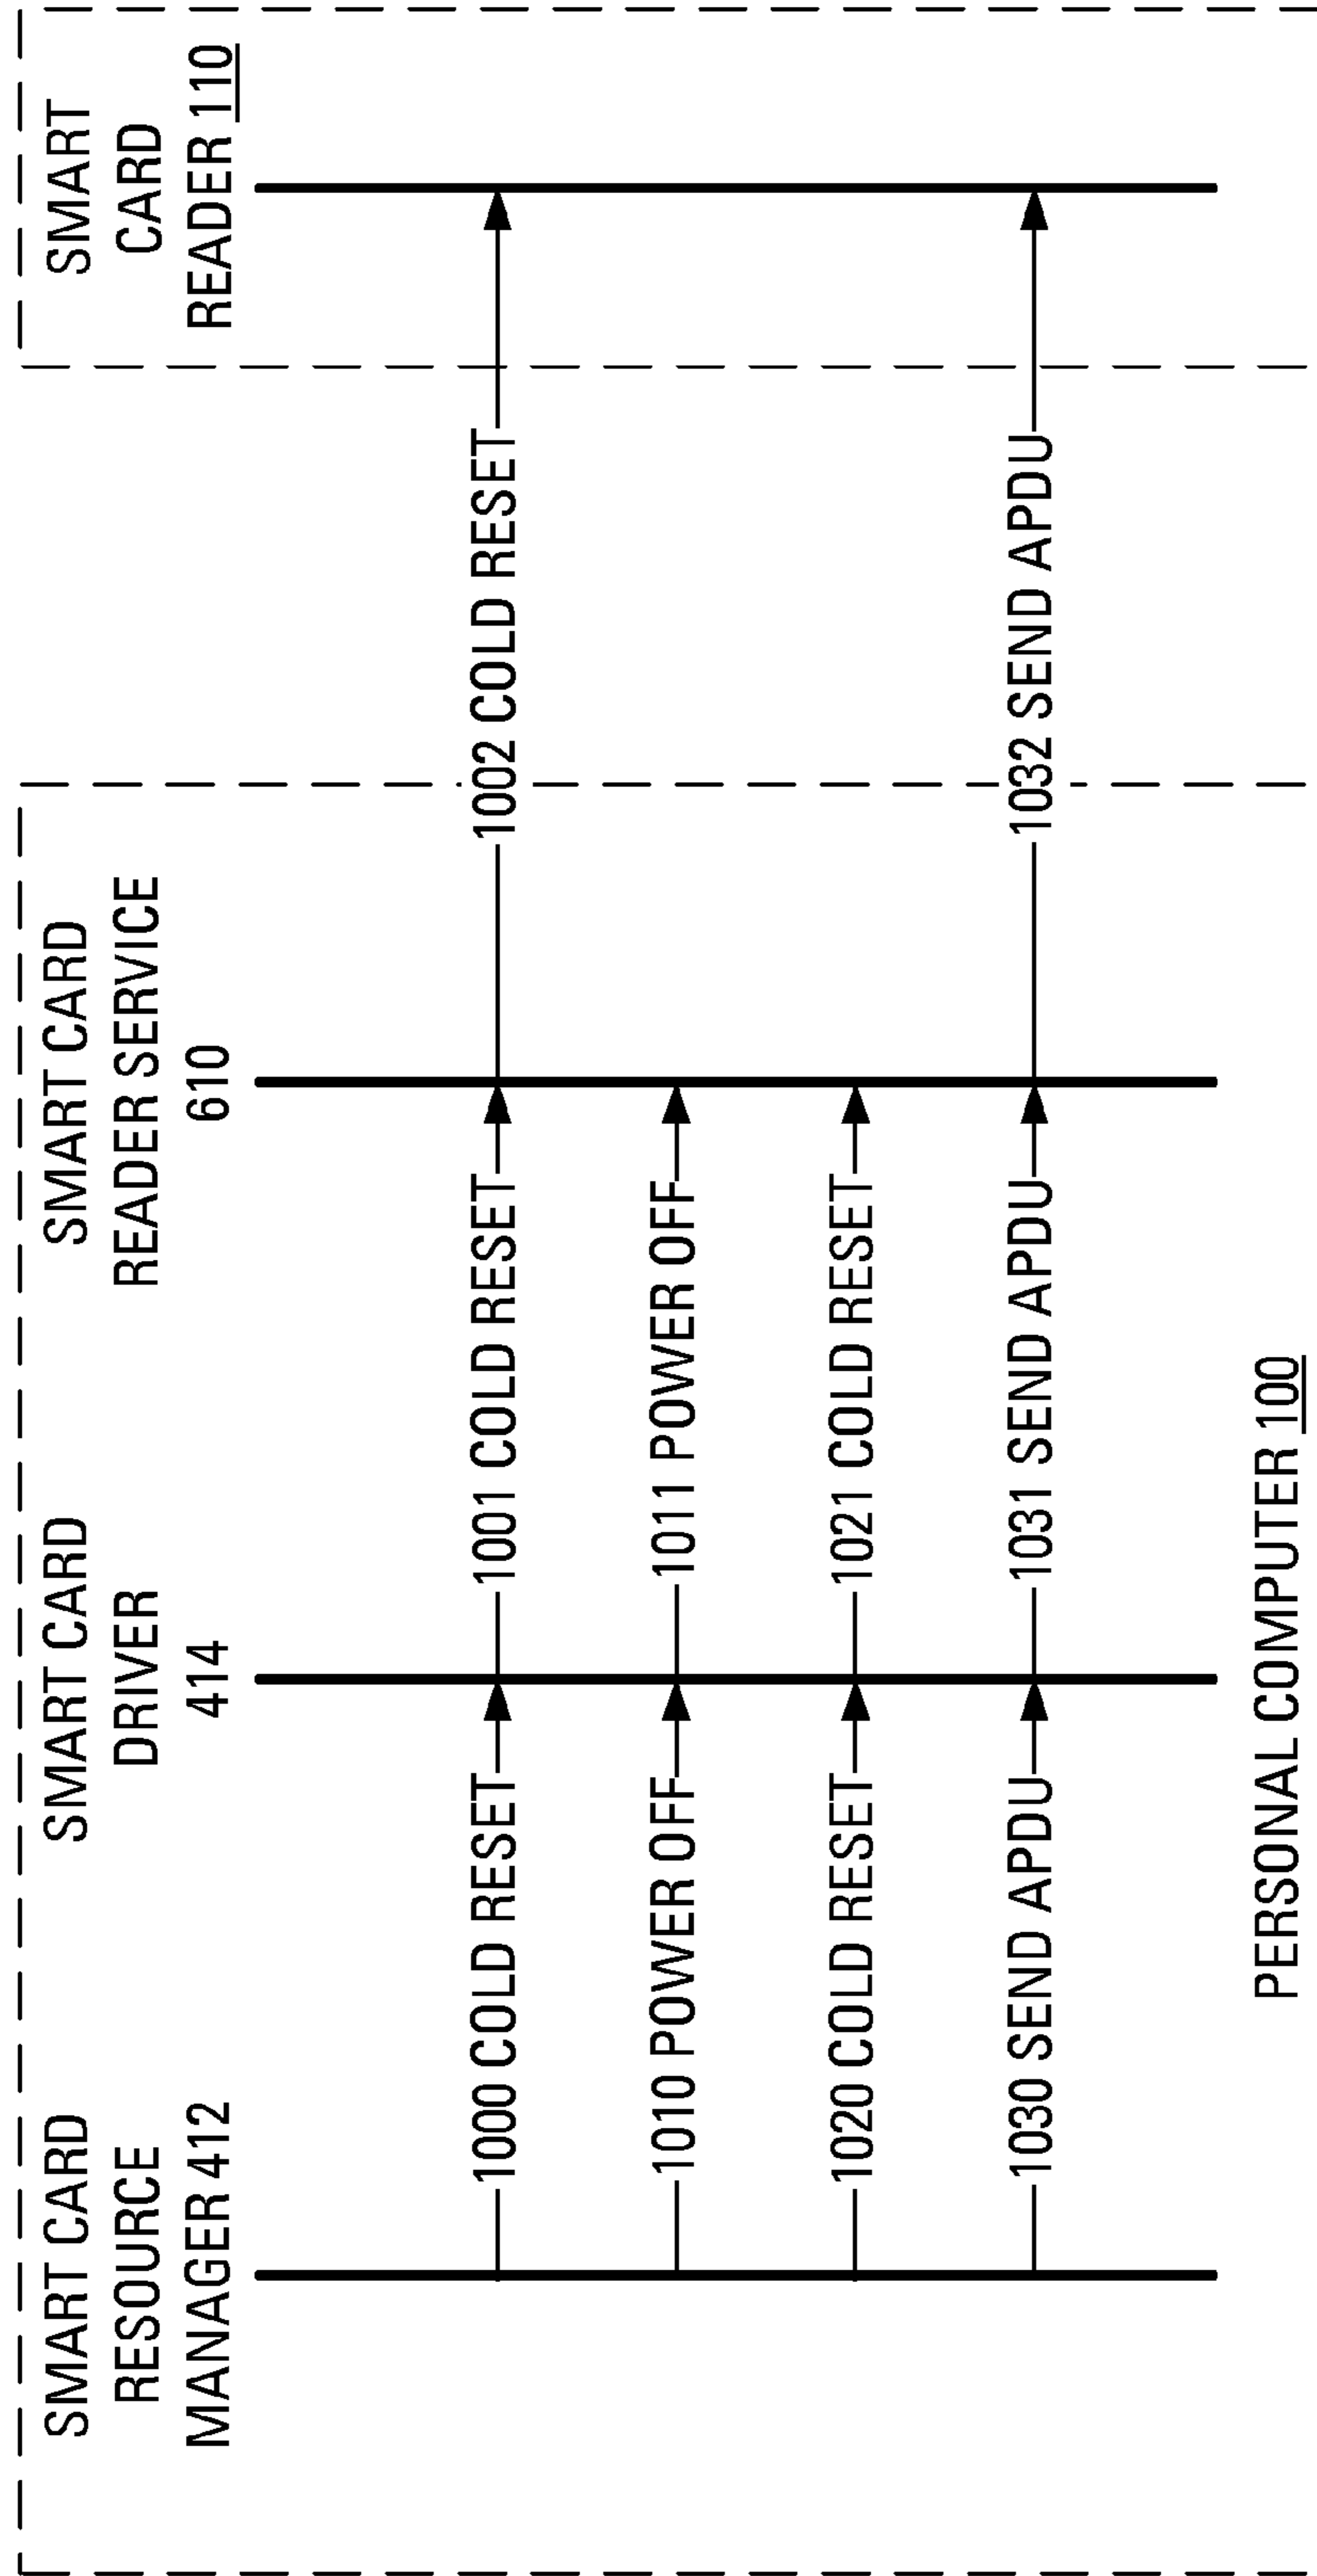 SMART CARD
RESOURCE
MANAGER 412
SMART CARD
DRIVER
414
SMART CARD
READER SERVICE
610
SMART
CARD
READER 110
1000 COLD RESET
1001 COLD RESET
1002 COLD RESET
1010 POWER OFF
1011 POWER OFF
1020 COLD RESET
1021 COLD RESET
1030 SEND APDU
1031 SEND APDU
1032 SEND APDU
PERSONAL COMPUTER 100